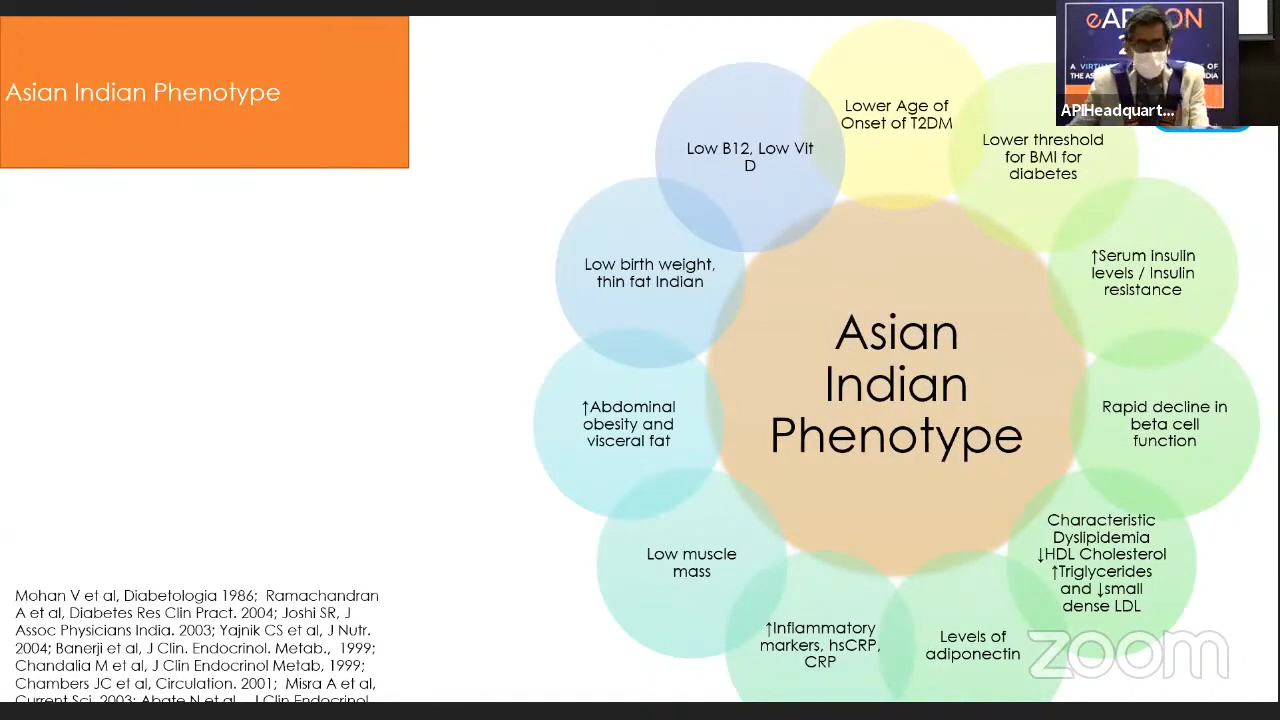 Asian Indian Phenotype
eAPICON
A VIRTUAL
OF
THE AS
INDIA
APIHeadquart...
Lower Age of
Onset of T2DM
Lower threshold
for BMI for
diabetes
↑Serum insulin
levels / Insulin
resistance
Rapid decline in
beta cell
function
Characteristic
Dyslipidemia
↓HDL Cholesterol
↑Triglycerides
and ↓small
dense LDL
Levels of
adiponectin
↑Inflammatory
markers, hsCRP,
CRP
Low muscle
mass
↑Abdominal
obesity and
visceral fat
Low birth weight,
thin fat Indian
Low B12, Low Vit
D
Asian
Indian
Phenotype
Mohan V et al, Diabetologia 1986; Ramachandran
A et al, Diabetes Res Clin Pract. 2004; Joshi SR, J
Assoc Physicians India. 2003; Yajnik CS et al, J Nutr.
2004; Banerji et al, J Clin. Endocrinol. Metab., 1999;
Chandalia M et al, J Clin Endocrinol Metab, 1999;
Chambers JC et al, Circulation. 2001; Misra A et al,
Current Sci. 2003; Abate N et al, J Clin Endocrinol
zoom